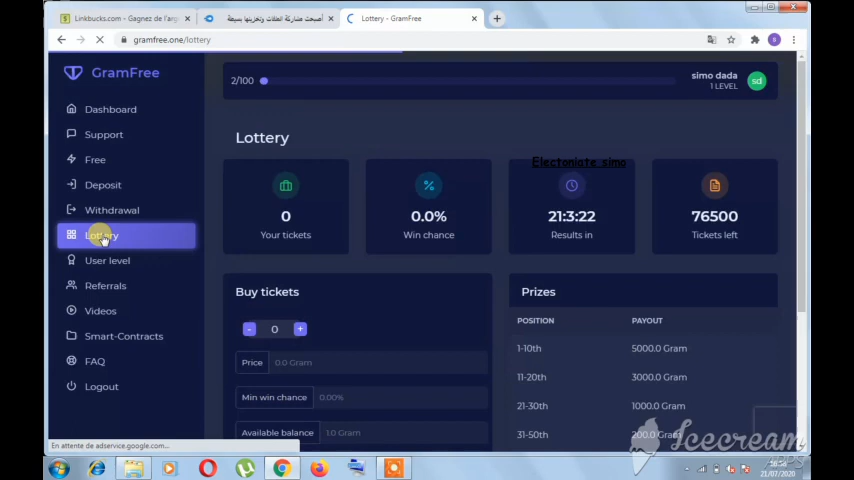 Linkbucks.com - Gagnez de l'arg
أصبحت مشاركة الملفات وتخزينها بسيطة
Lottery - GramFree
gramfree.one/lottery
GramFree
2/100
simo dada
1 LEVEL
sd
Dashboard
Support
Free
Deposit
Withdrawal
Lottery
User level
Referrals
Videos
Smart-Contracts
FAQ
Logout
Lottery
Electoniate simo
0
Your tickets
0.0%
Win chance
21:3:22
Results in
76500
Tickets left
Buy tickets
- 0 +
Price 0.0 Gram
Min win chance 0.00%
Available balance 1.0 Gram
Prizes
POSITION PAYOUT
1-10th 5000.0 Gram
11-20th 3000.0 Gram
21-30th 1000.0 Gram
31-50th 200.0 Gram
En attente de adservice.google.com...
Icecream
APPS
21/07/2020